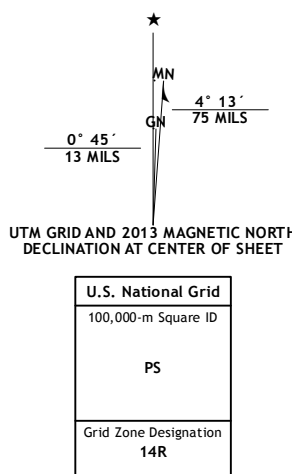 MN
GN
4° 13´
75 MILS
0° 45´
13 MILS
UTM GRID AND 2013 MAGNETIC NORTH
DECLINATION AT CENTER OF SHEET
U.S. National Grid
100,000-m Square ID
PS
Grid Zone Designation
14R